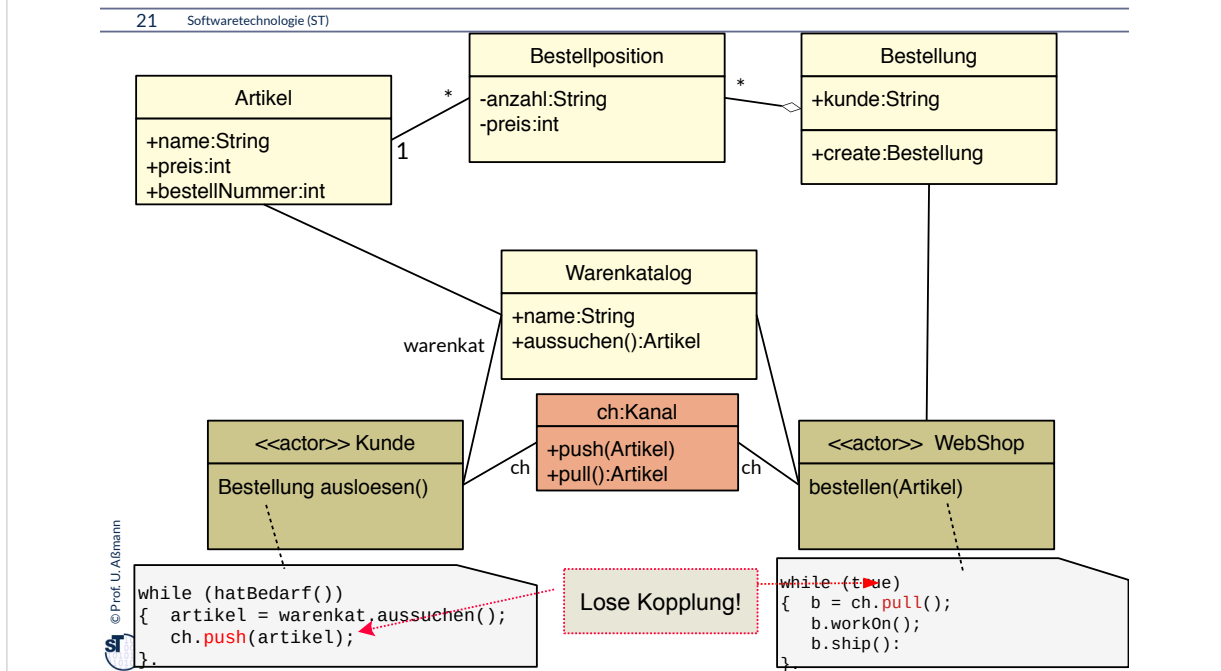 21 Softwaretechnologie (ST)
Bestellposition
-anzahl:String
-preis:int
Bestellung
+kunde:String
+create:Bestellung
Artikel
+name:String
+preis:int
+bestellNummer:int
*
1
*
Warenkatalog
+name:String
+aussuchen():Artikel
warenkat
ch:Kanal
+push(Artikel)
+pull():Artikel
ch
ch
<<actor>> Kunde
Bestellung ausloesen()
<<actor>> WebShop
bestellen(Artikel)
while (hatBedarf())
{ artikel = warenkat.aussuchen();
ch.push(artikel);
}.
Lose Kopplung!
while (true)
{ b = ch.pull();
b.workOn();
b.ship():
}.
© Prof. U. Aßmann
ST